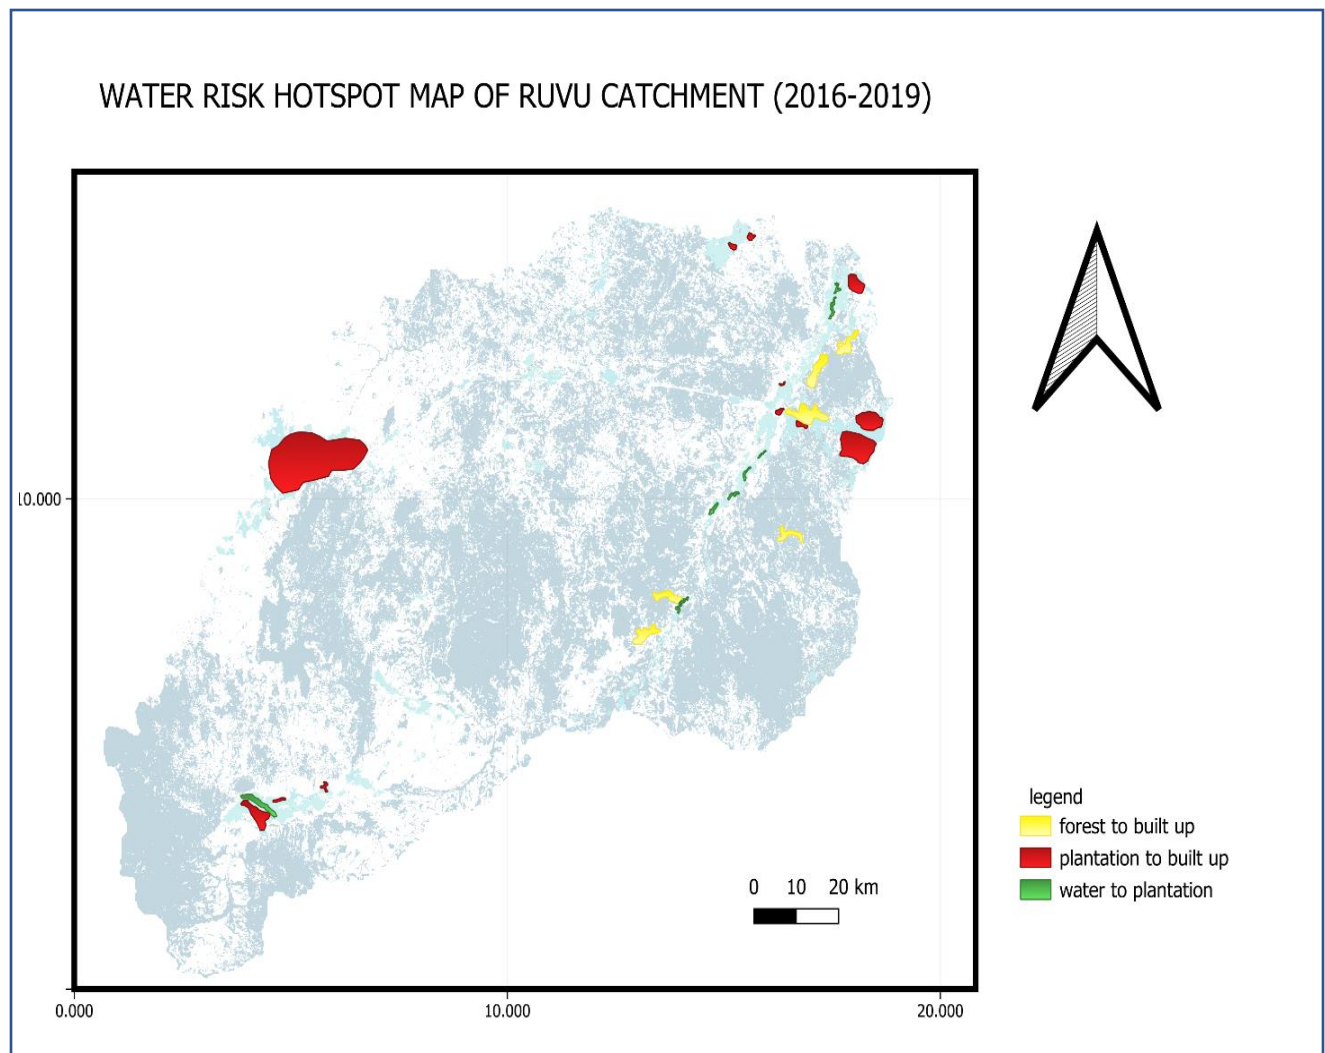 WATER RISK HOTSPOT MAP OF RUVU CATCHMENT (2016-2019)
10.000
legend
forest to built up
plantation to built up
water to plantation
0 10 20 km
0.000 10.000 20.000